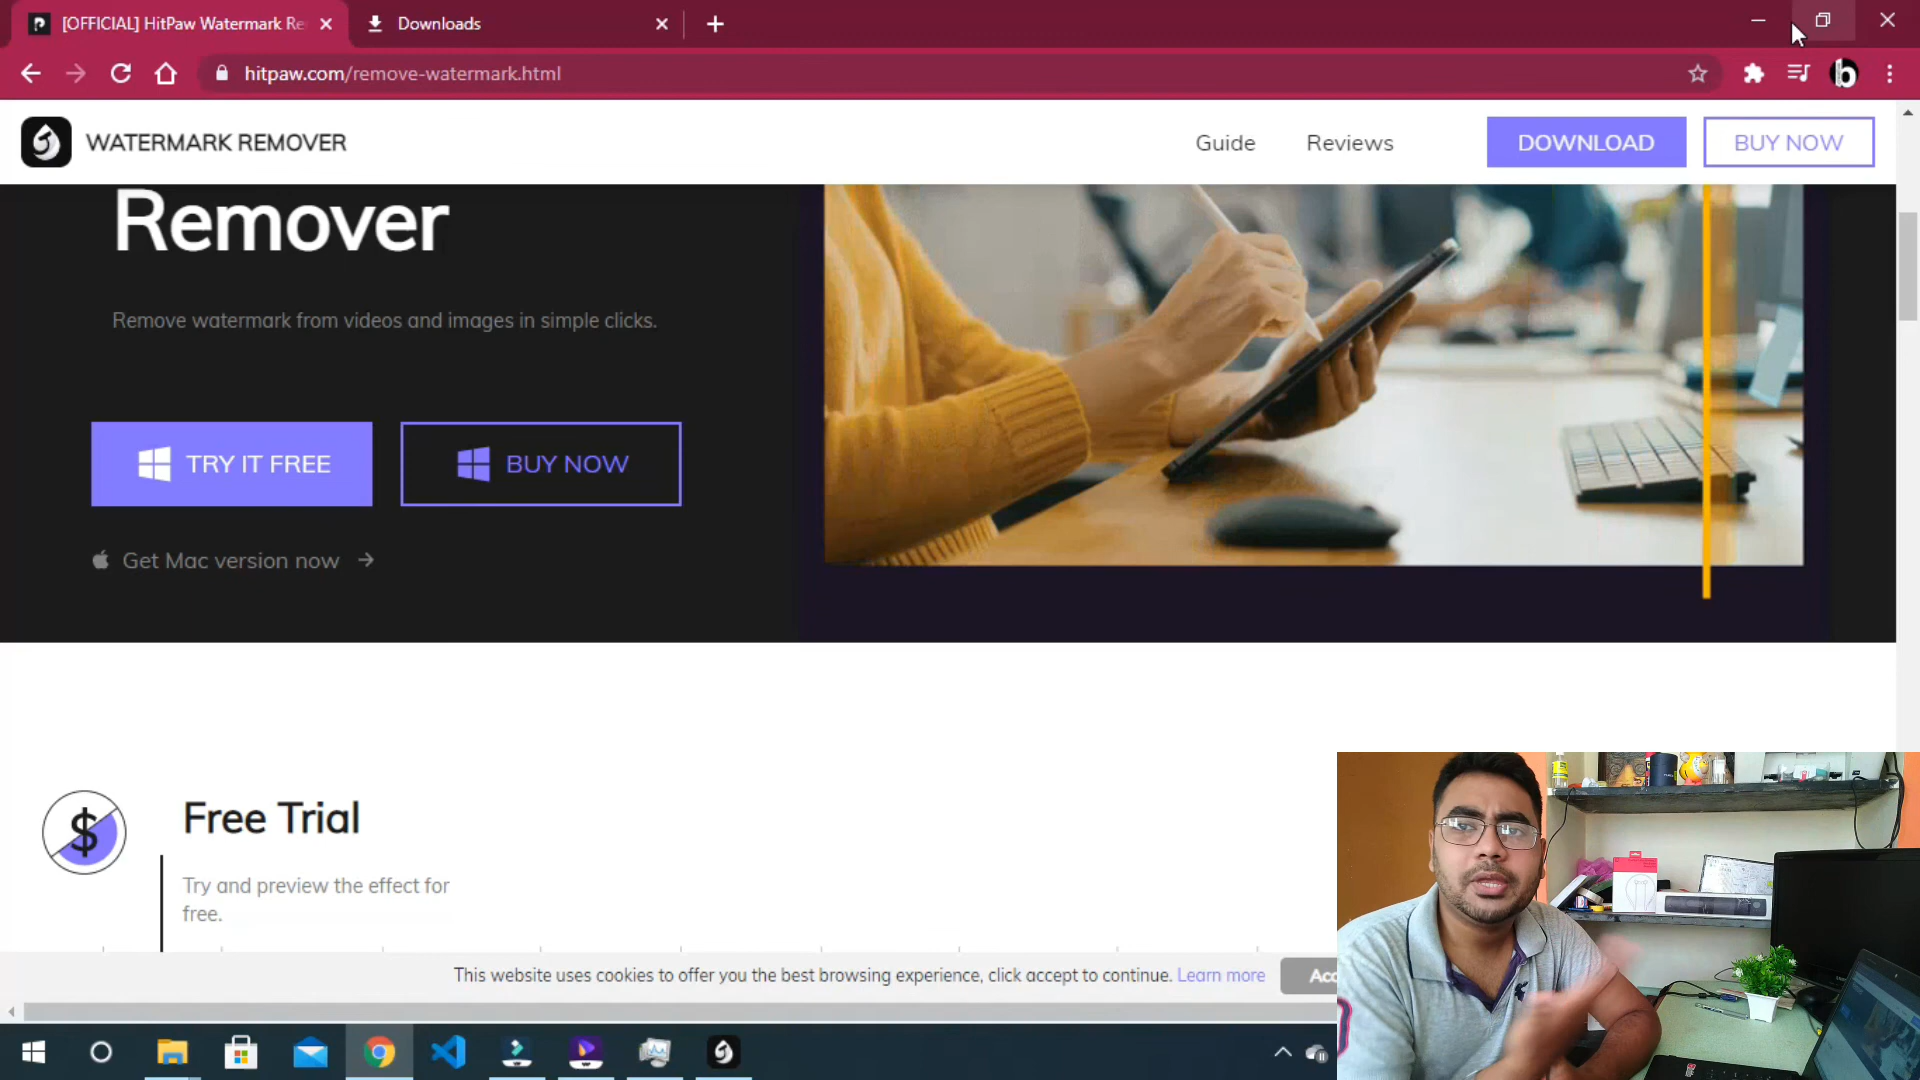 [OFFICIAL] HitPaw Watermark Re
Downloads
hitpaw.com/remove-watermark.html
WATERMARK REMOVER
Guide
Reviews
DOWNLOAD
BUY NOW
Remover
Remove watermark from videos and images in simple clicks.
TRY IT FREE
BUY NOW
Get Mac version now
Free Trial
Try and preview the effect for
free.
This website uses cookies to offer you the best browsing experience, click accept to continue. Learn more
Acc